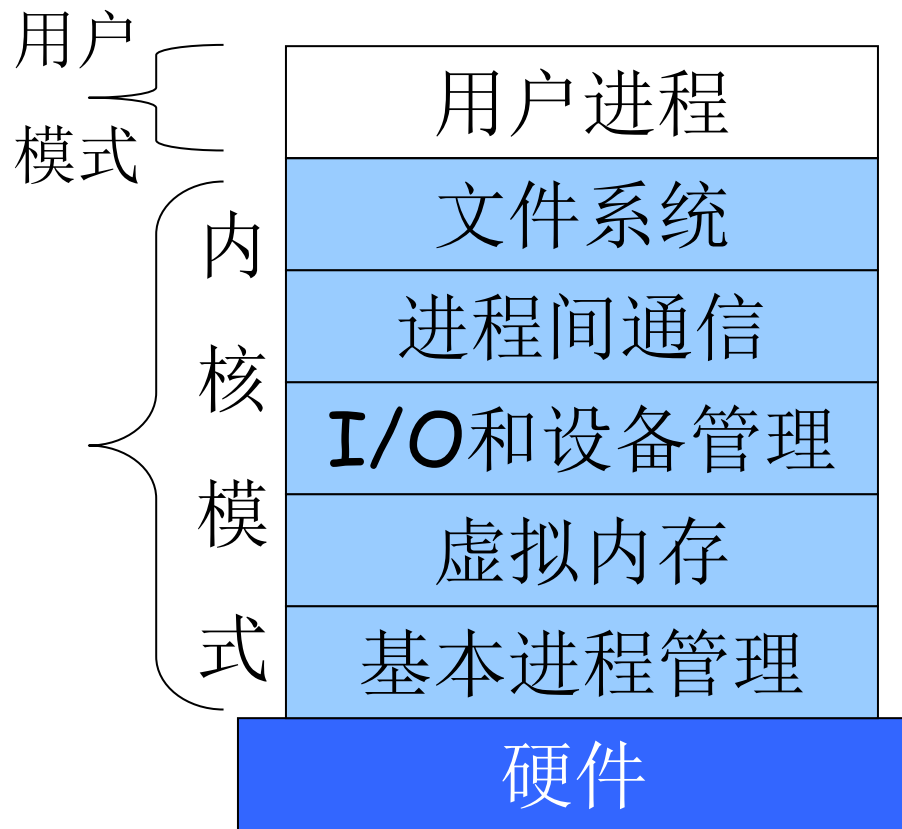 用户
模式
用户进程
内
核
模
式
文件系统
进程间通信
I/O和设备管理
虚拟内存
基本进程管理
硬件